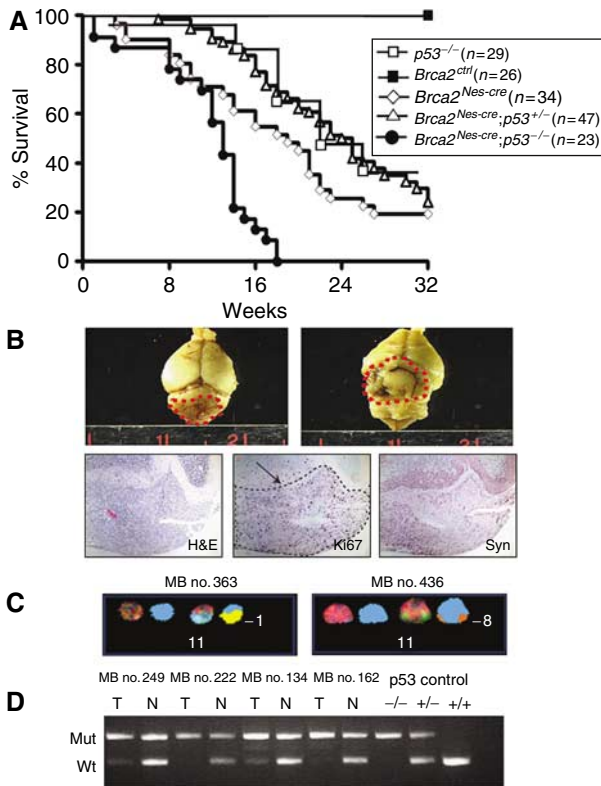 A
% Survival
100
80
60
40
20
0
0 8 16 24 32
Weeks
p53−/− (n=29)
Brca2ctrl (n=26)
Brca2Nes-cre (n=34)
Brca2Nes-cre;p53+/− (n=47)
Brca2Nes-cre;p53−/− (n=23)
B
H&E
Ki67
Syn
C
MB no. 363
−1
11
MB no. 436
−8
11
D
MB no. 249 MB no. 222 MB no. 134 MB no. 162 p53 control
T N T N T N T N −/− +/− +/+
Mut
Wt